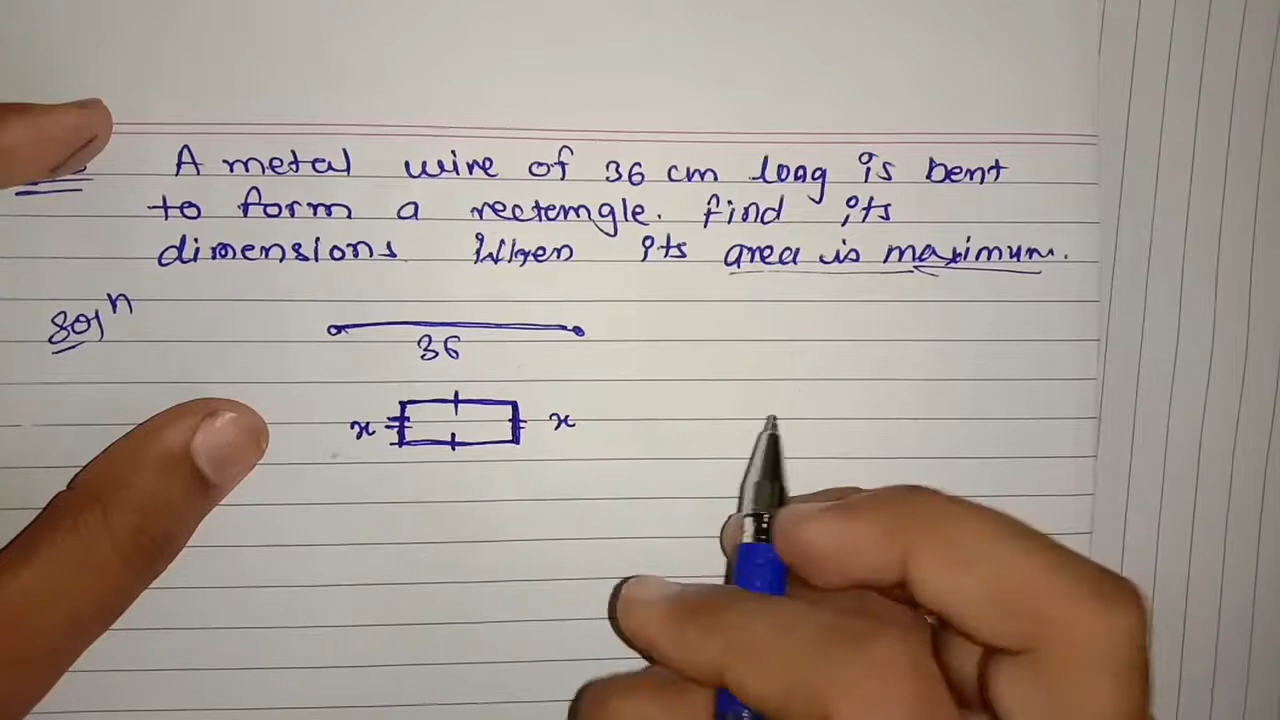 A metal wire of 36 cm long is bent
to form a rectemgle. find its
dimensions when its area is maximum.
Solⁿ
36
x x